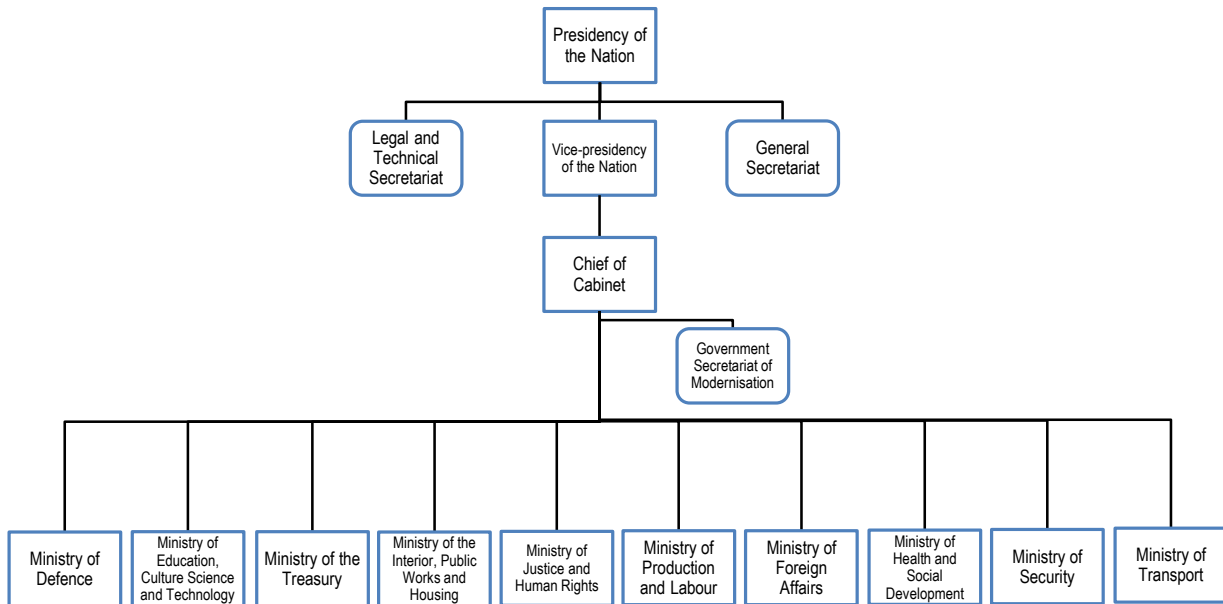 Presidency of
the Nation
Legal and
Technical
Secretariat
Vice-presidency
of the Nation
General
Secretariat
Chief of
Cabinet
Government
Secretariat of
Modernisation
Ministry of
Defence
Ministry of
Education,
Culture Science
and Technology
Ministry of the
Treasury
Ministry of the
Interior, Public
Works and
Housing
Ministry of
Justice and
Human Rights
Ministry of
Production
and Labour
Ministry of
Foreign
Affairs
Ministry of
Health and
Social
Development
Ministry of
Security
Ministry of
Transport